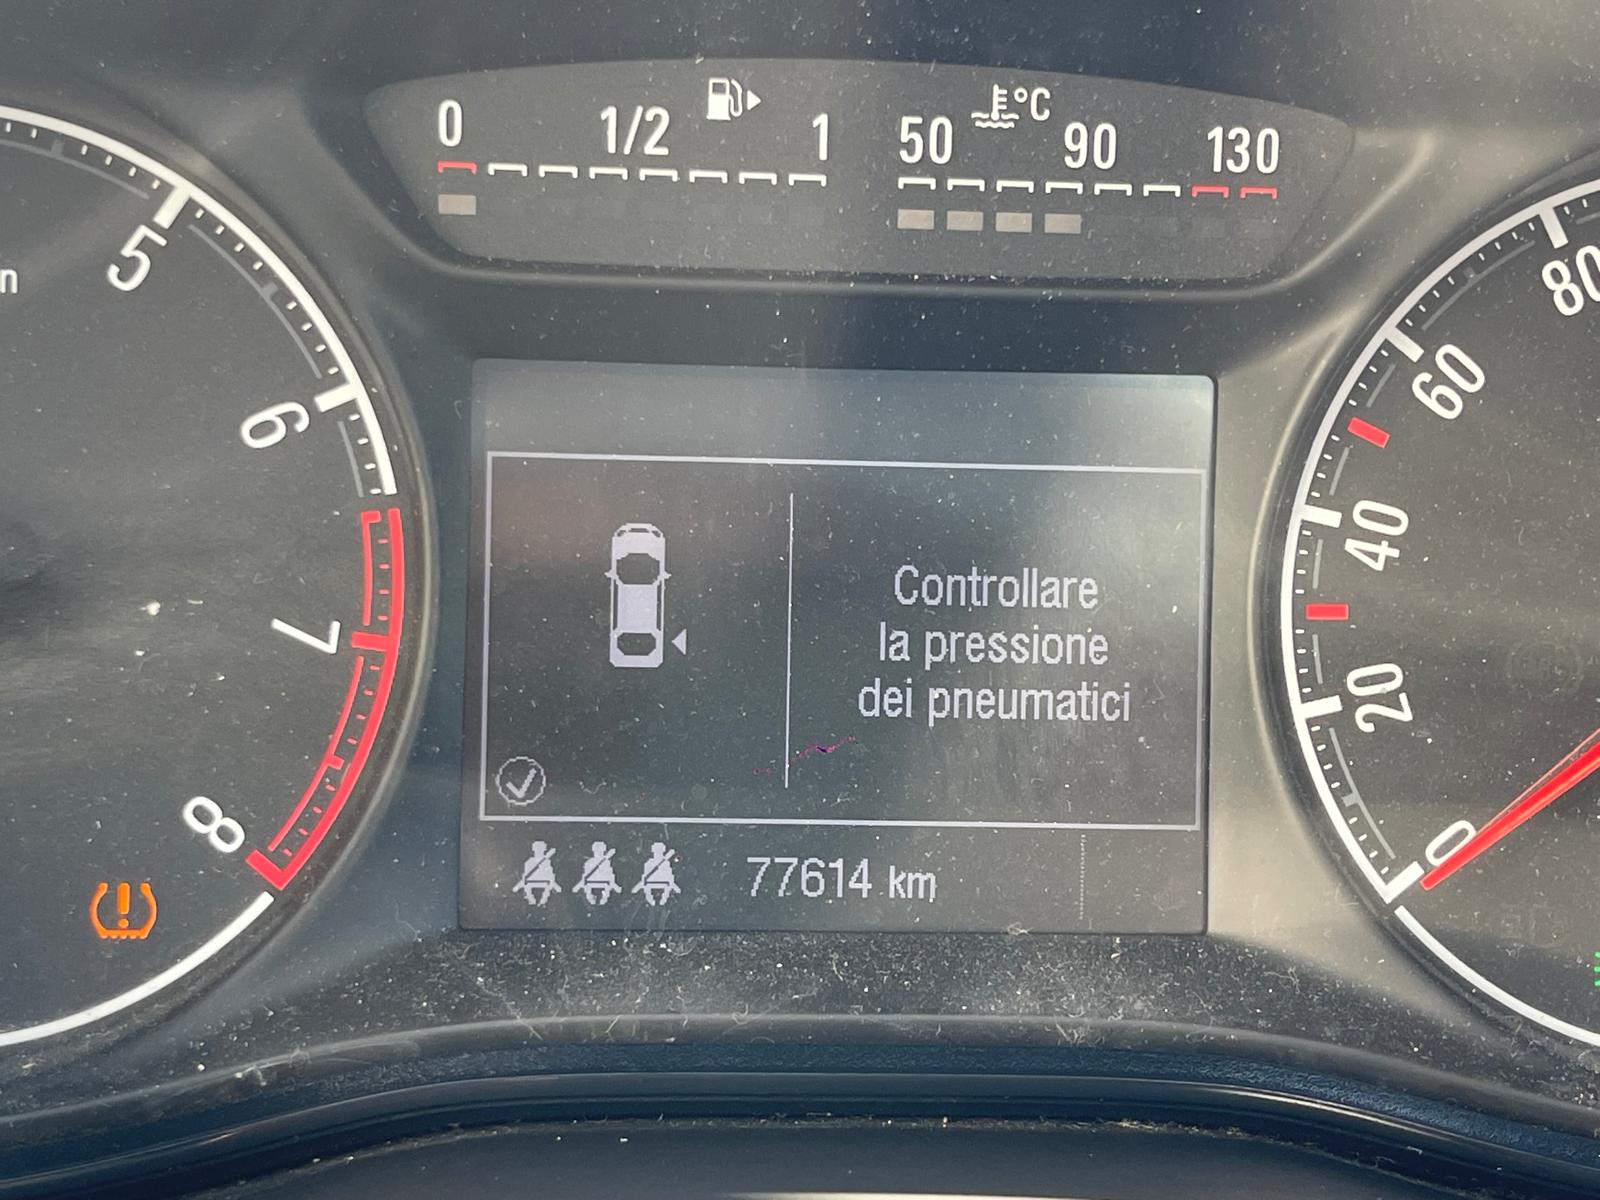 0 1/2 1
50 90 130
°C
5
6
7
8
80
60
40
20
0
Controllare
la pressione
dei pneumatici
77614 km